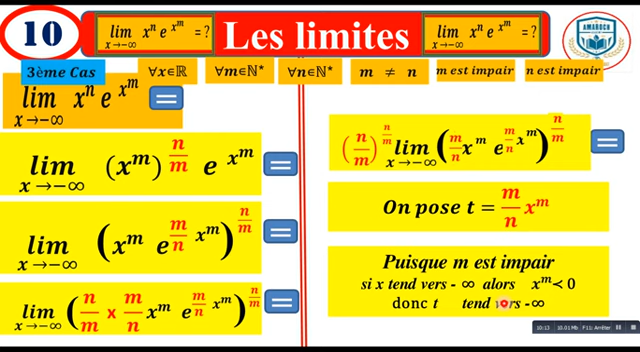 10
lim x^n e^{x^m} = ?
x→-∞
Les limites
lim x^n e^{x^m} = ?
x→-∞
AMAROCH
3ème Cas
∀x∈ℝ
∀m∈ℕ*
∀n∈ℕ*
m ≠ n
m est impair
n est impair
lim x^n e^{x^m} =
x→-∞
lim (x^m)^{n/m} e^{x^m} =
x→-∞
lim (x^m e^{m/n x^m})^{n/m} =
x→-∞
lim (n/m x m/n x^m e^{m/n x^m})^{n/m} =
x→-∞
(n/m)^{n/m} lim (m/n x^m e^{m/n x^m})^{n/m} =
x→-∞
On pose t = m/n x^m
Puisque m est impair
si x tend vers - ∞ alors x^m<0
donc t tend vers -∞
10:13 10.01 Mb F11: Arrêter